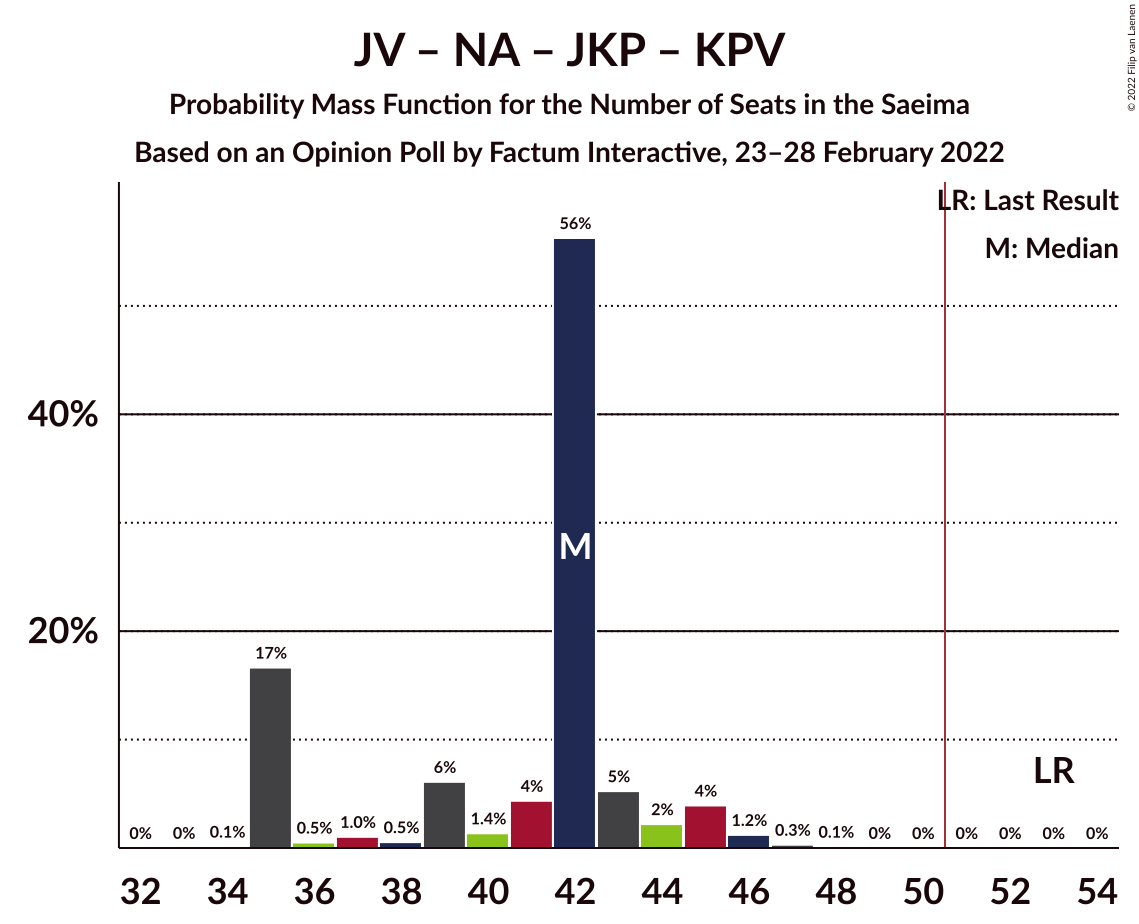 JV – NA – JKP – KPV
Probability Mass Function for the Number of Seats in the Saeima
Based on an Opinion Poll by Factum Interactive, 23–28 February 2022
© 2022 Filip van Laenen
LR: Last Result
M: Median
56%
40%
M
20%
17%
LR
6%
5%
4%
4%
2%
1.4%
1.2%
1.0%
0% 0% 0.1% 0.5% 0.5% 0.3% 0.1% 0% 0% 0% 0% 0% 0%
32 34 36 38 40 42 44 46 48 50 52 54